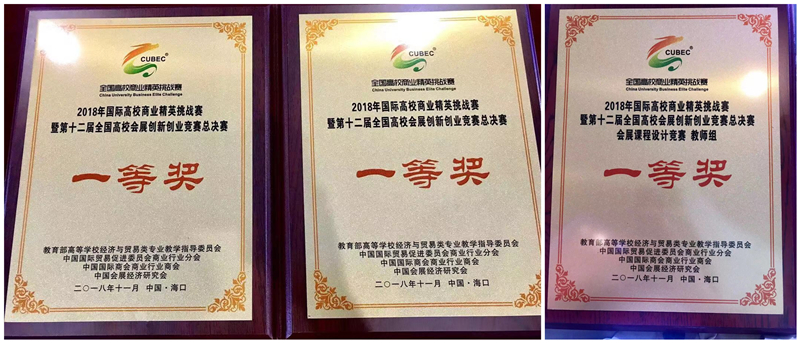 CUBEC®
全国高校商业精英挑战赛
China University Business Elite Challenge
2018年国际高校商业精英挑战赛
暨第十二届全国高校会展创新创业竞赛总决赛
一等奖
教育部高等学校经济与贸易类专业教学指导委员会
中国国际贸易促进委员会商业行业分会
中国国际商会商业行业商会
中国会展经济研究会
二〇一八年十一月 中国·海口
CUBEC®
全国高校商业精英挑战赛
China University Business Elite Challenge
2018年国际高校商业精英挑战赛
暨第十二届全国高校会展创新创业竞赛总决赛
一等奖
教育部高等学校经济与贸易类专业教学指导委员会
中国国际贸易促进委员会商业行业分会
中国国际商会商业行业商会
中国会展经济研究会
二〇一八年十一月 中国·海口
CUBEC®
全国高校商业精英挑战赛
China University Business Elite Challenge
2018年国际高校商业精英挑战赛
暨第十二届全国高校会展创新创业竞赛总决赛
会展课程设计竞赛 教师组
一等奖
教育部高等学校经济与贸易类专业教学指导委员会
中国国际贸易促进委员会商业行业分会
中国国际商会商业行业商会
中国会展经济研究会
二〇一八年十一月 中国·海口